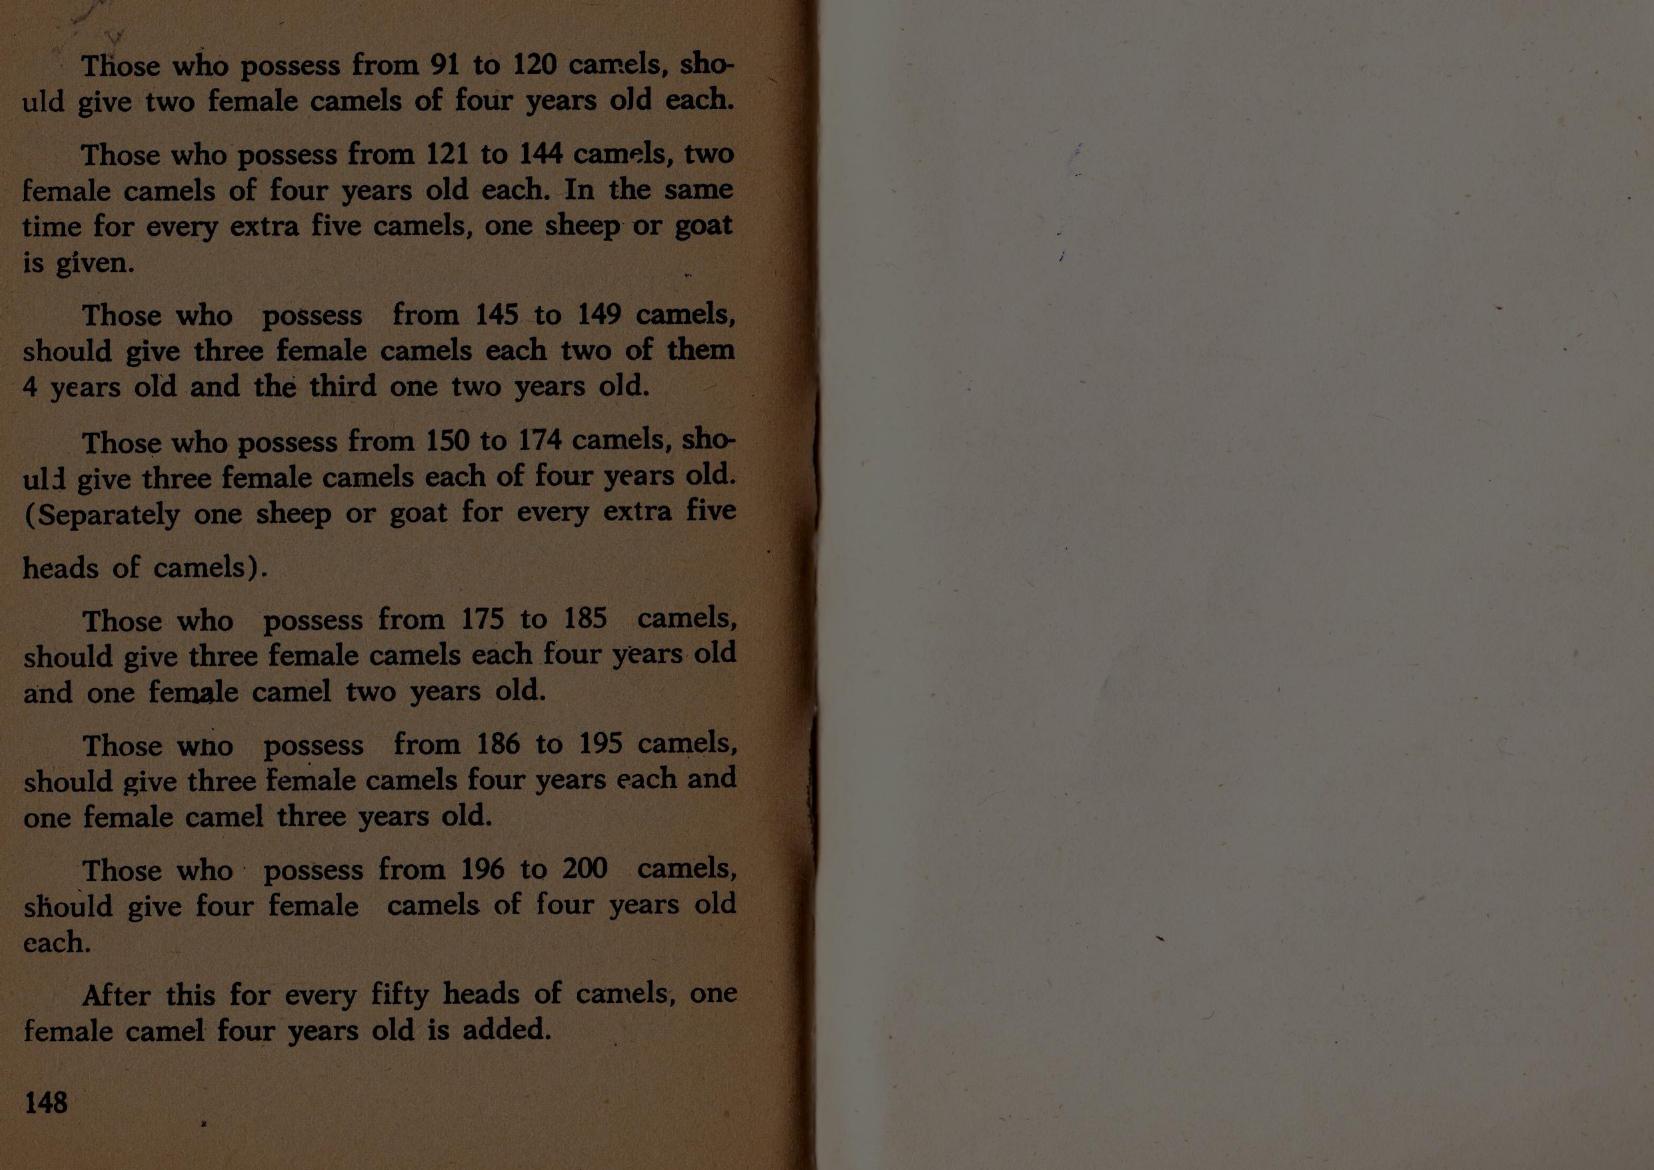 Those who possess from 91 to 120 camels, sho-
uld give two female camels of four years old each.
Those who possess from 121 to 144 camels, two
female camels of four years old each. In the same
time for every extra five camels, one sheep or goat
is given.
Those who possess from 145 to 149 camels,
should give three female camels each two of them
4 years old and the third one two years old.
Those who possess from 150 to 174 camels, sho-
uld give three female camels each of four years old.
(Separately one sheep or goat for every extra five
heads of camels).
Those who possess from 175 to 185 camels,
should give three female camels each four years old
and one female camel two years old.
Those who possess from 186 to 195 camels,
should give three female camels four years each and
one female camel three years old.
Those who possess from 196 to 200 camels,
should give four female camels of four years old
each.
After this for every fifty heads of camels, one
female camel four years old is added.
148